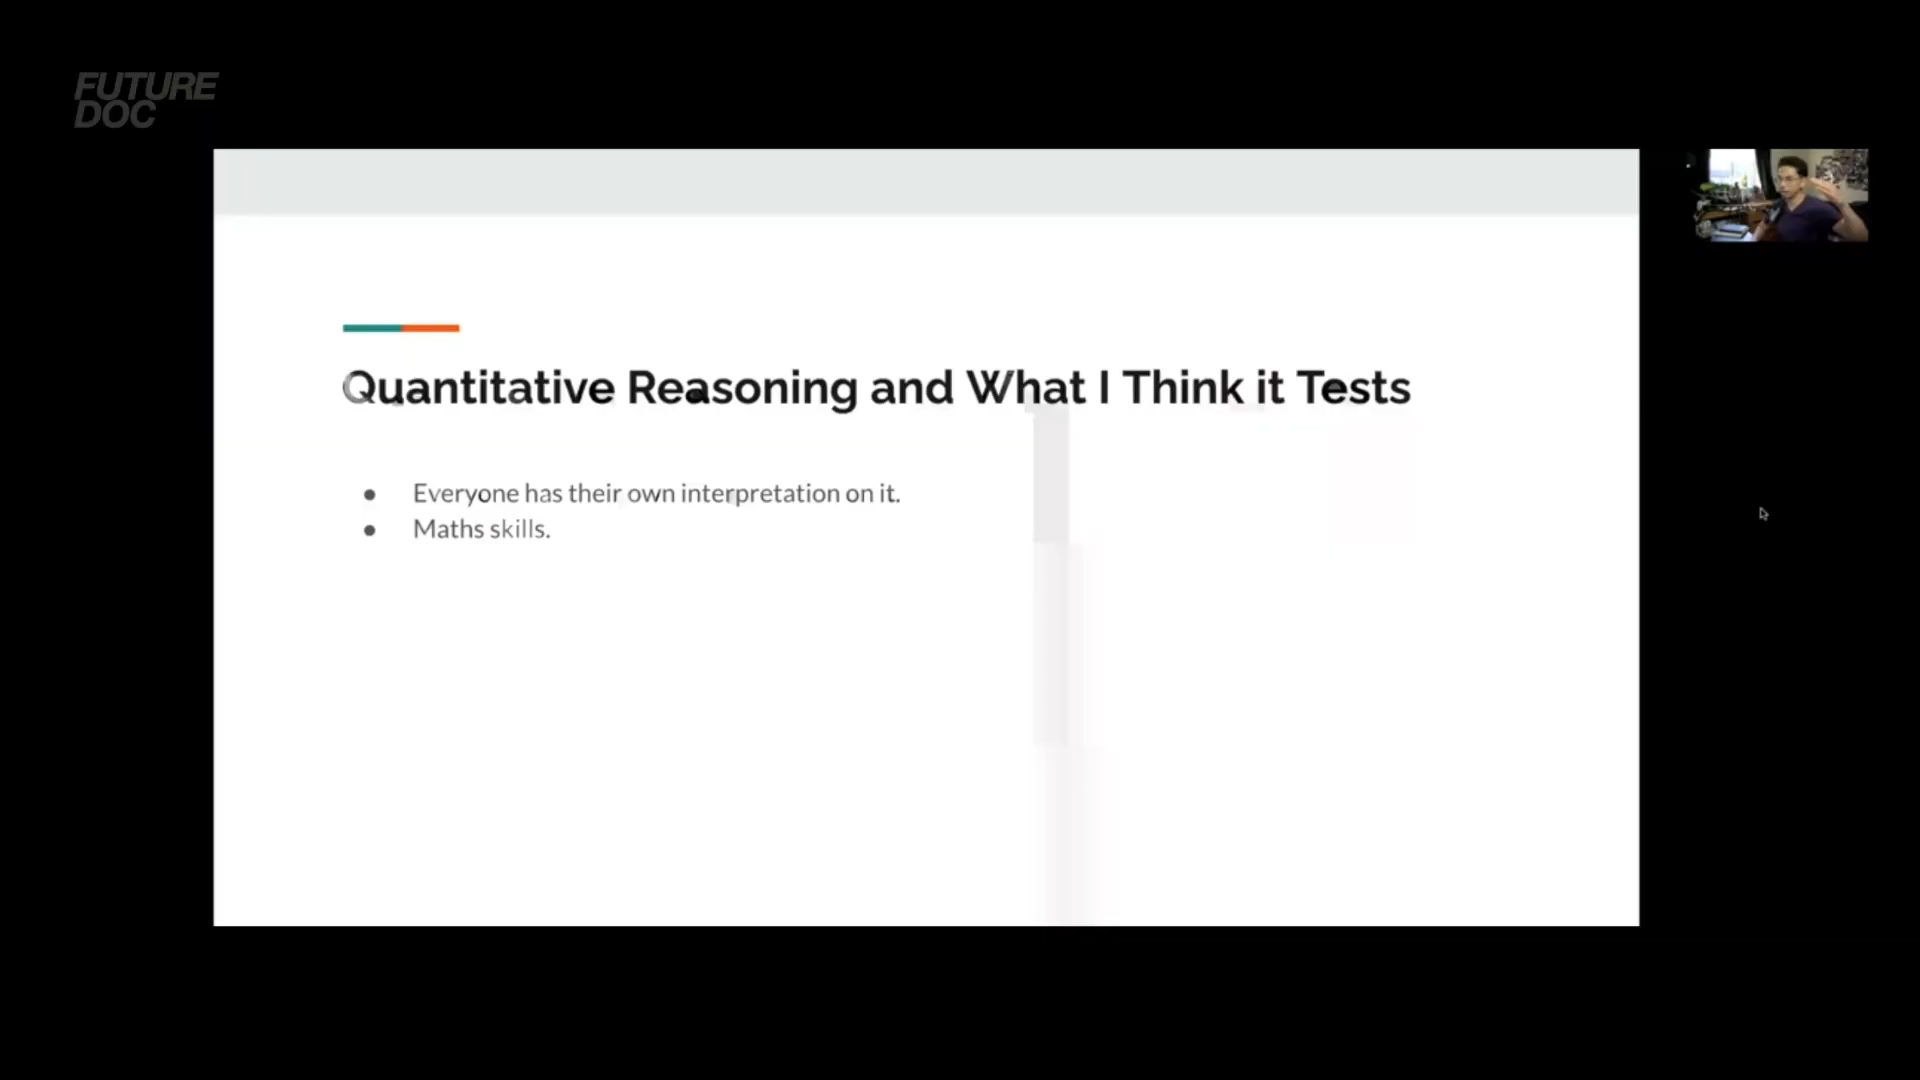 FUTURE
DOC
Quantitative Reasoning and What I Think it Tests
● Everyone has their own interpretation on it.
● Maths skills.